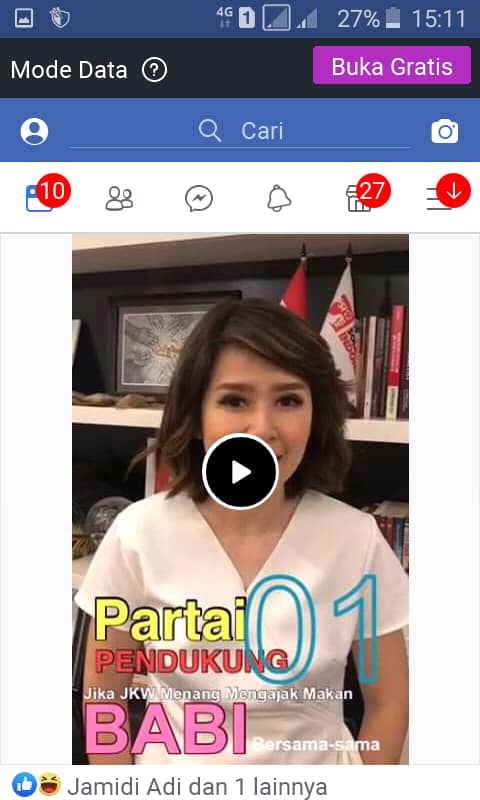 4G 1 27% 15:11
Mode Data ? Buka Gratis
Cari
10 27
Partai 01
PENDUKUNG
Jika JKW Menang Mengajak Makan
BABI Bersama-sama
Jamidi Adi dan 1 lainnya